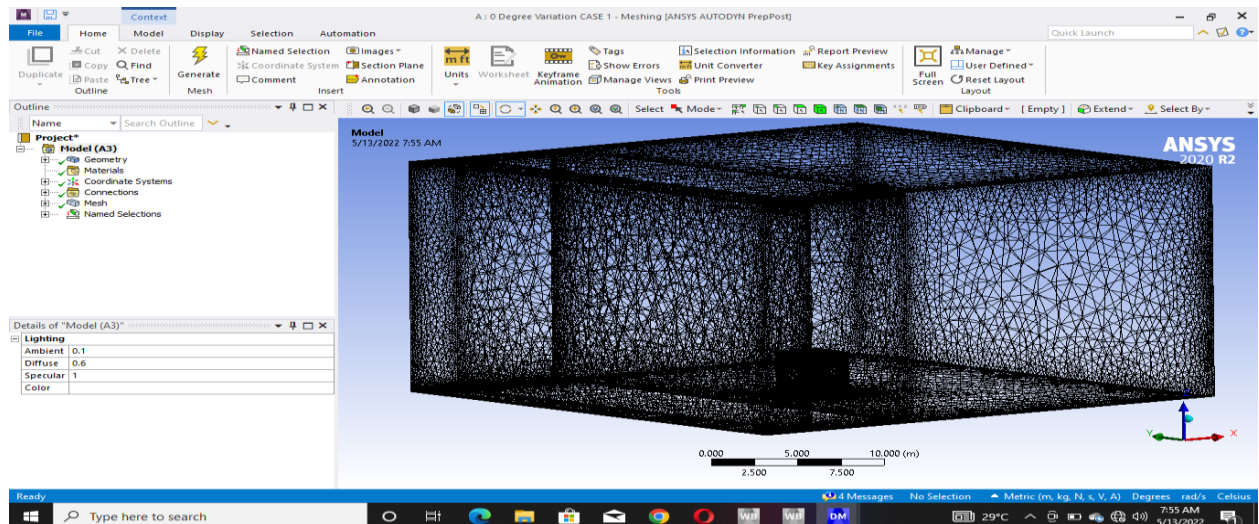 Context
A : 0 Degree Variation CASE 1 - Meshing [ANSYS AUTODYN PrepPost]
File Home Model Display Selection Automation Quick Launch
Duplicate Cut Copy Paste Delete Find Tree Outline
Generate Mesh
Named Selection Coordinate System Comment Images Section Plane Annotation Insert
m ft Units Worksheet Keyframe Animation Tags Show Errors Manage Views Selection Information Unit Converter Print Preview Report Preview Key Assignments Tools
Full Screen Manage User Defined Reset Layout Layout
Outline
Name Search Outline
Select Mode Clipboard [ Empty ] Extend Select By
Project*
Model (A3)
Geometry
Materials
Coordinate Systems
Connections
Mesh
Named Selections
Model
5/13/2022 7:55 AM
ANSYS
2020 R2
Details of "Model (A3)"
Lighting
Ambient 0.1
Diffuse 0.6
Specular 1
Color
0.000 5.000 10.000 (m)
2.500 7.500
Y X
Ready 4 Messages No Selection Metric (m, kg, N, s, V, A) Degrees rad/s Celsius
Type here to search WB WB DM 29°C 7:55 AM
5/13/2022